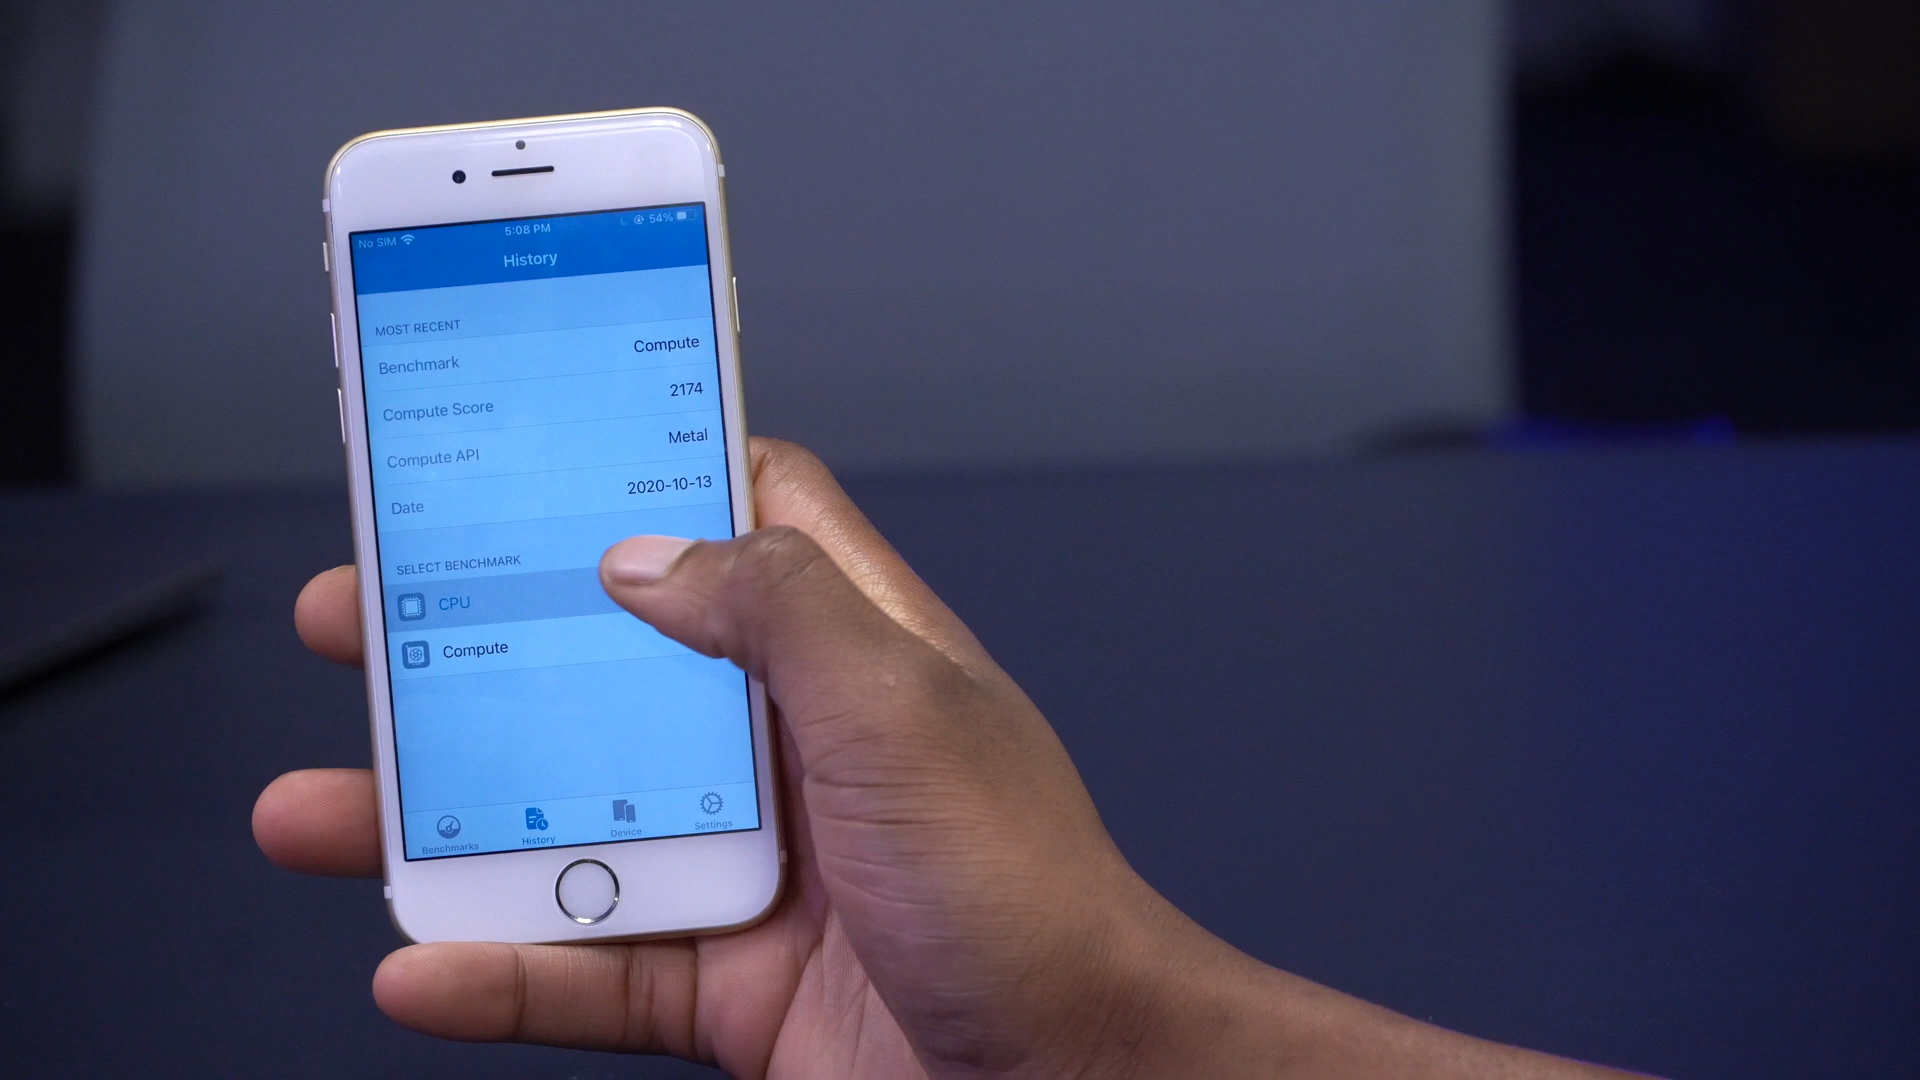 No SIM 5:08 PM 54%
History
MOST RECENT
Benchmark Compute
Compute Score 2174
Compute API Metal
Date 2020-10-13
SELECT BENCHMARK
CPU
Compute
Benchmarks History Device Settings